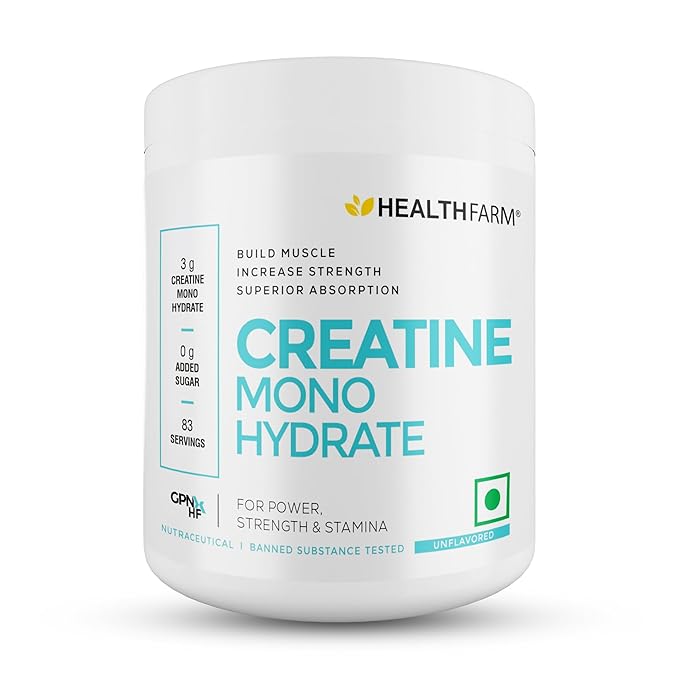 HEALTHFARM®
BUILD MUSCLE
INCREASE STRENGTH
SUPERIOR ABSORPTION
CREATINE
MONO
HYDRATE
3 g
CREATINE
MONO
HYDRATE
0 g
ADDED
SUGAR
83
SERVINGS
GPNX
HF
FOR POWER,
STRENGTH & STAMINA
NUTRACEUTICAL | BANNED SUBSTANCE TESTED
UNFLAVORED